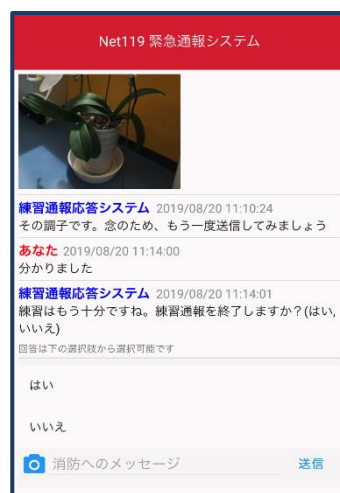 Net119 緊急通報システム
練習通報応答システム 2019/08/20 11:10:24
その調子です。念のため、もう一度送信してみましょう
あなた 2019/08/20 11:14:00
分かりました
練習通報応答システム 2019/08/20 11:14:01
練習はもう十分ですね。練習通報を終了しますか？(はい,
いいえ)
回答は下の選択肢から選択可能です
はい
いいえ
消防へのメッセージ 送信